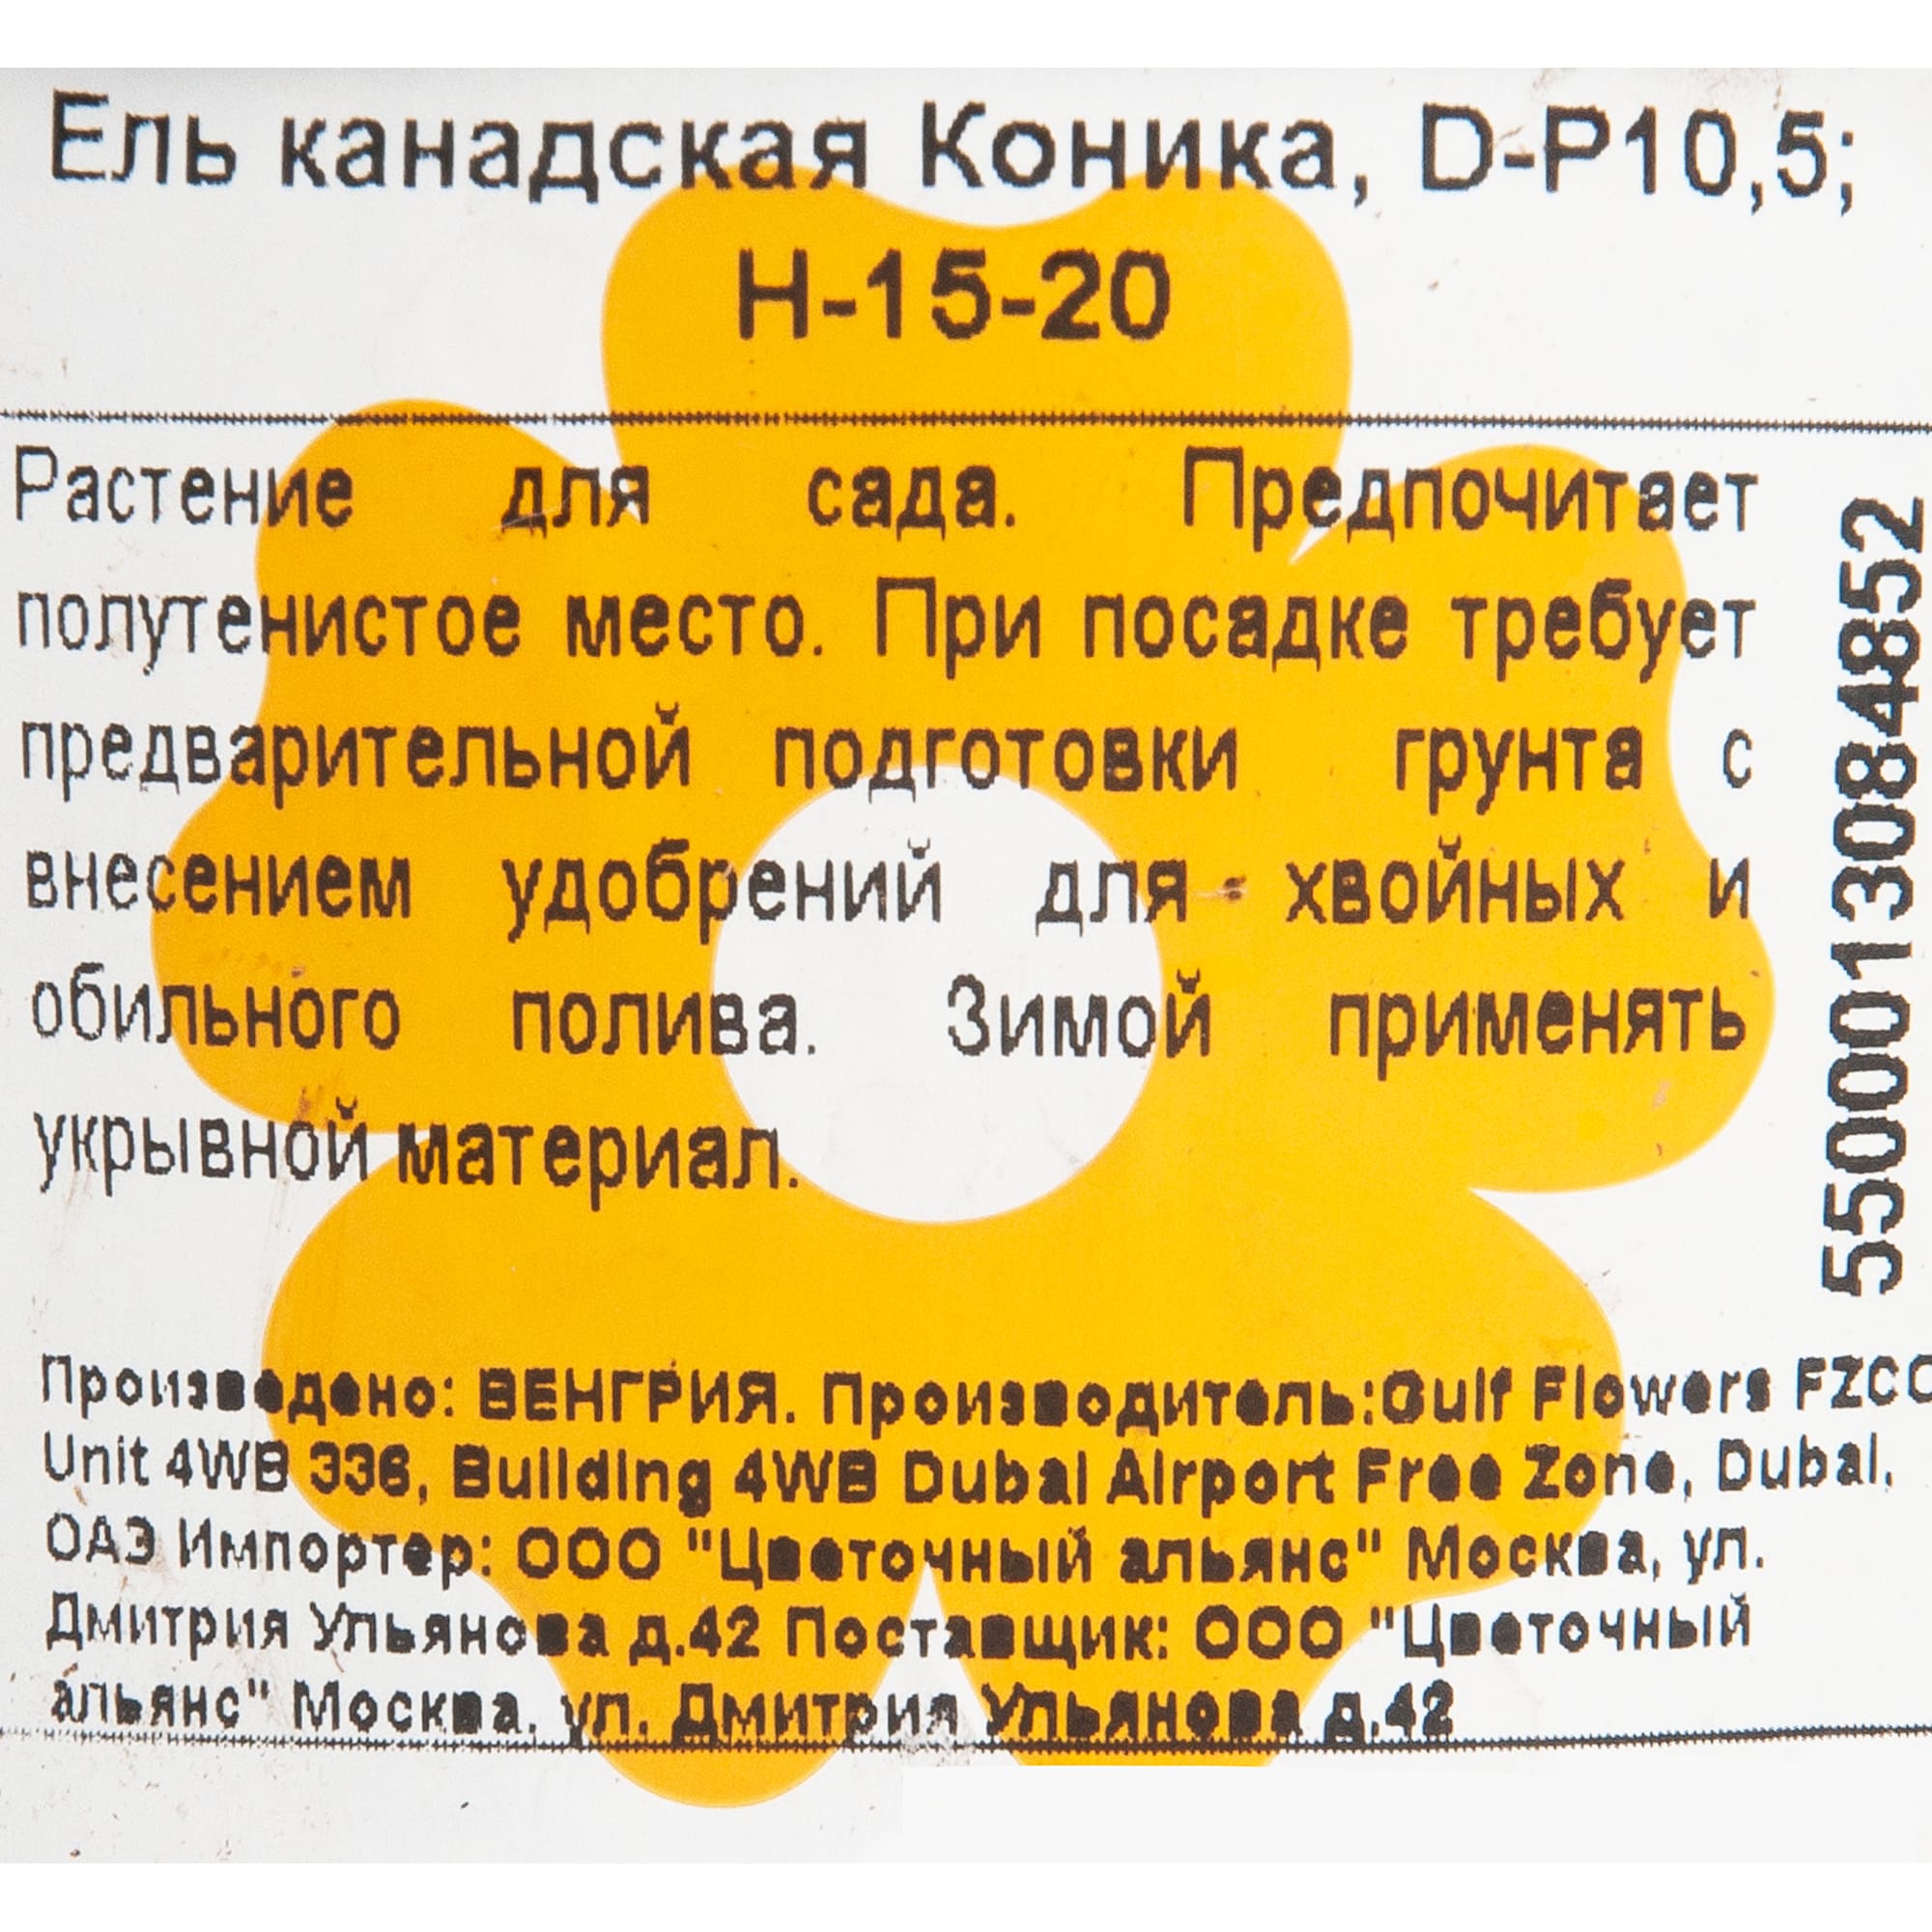 Ель канадская Коника, D-P10,5;
H-15-20
Растение для сада. Предпочитает
полутенистое место. При посадке требует
предварительной подготовки грунта с
внесением удобрений для хвойных и
обильного полива. Зимой применять
укрывной материал.
5500013084852
Произведено: ВЕНГРИЯ. Производитель:Gulf Flowers FZCO
Unit 4WB 336, Building 4WB Dubai Airport Free Zone, Dubai,
ОАЭ Импортер: ООО "Цветочный альянс" Москва, ул.
Дмитрия Ульянова д.42 Поставщик: ООО "Цветочный
альянс" Москва, ул. Дмитрия Ульянова д.42